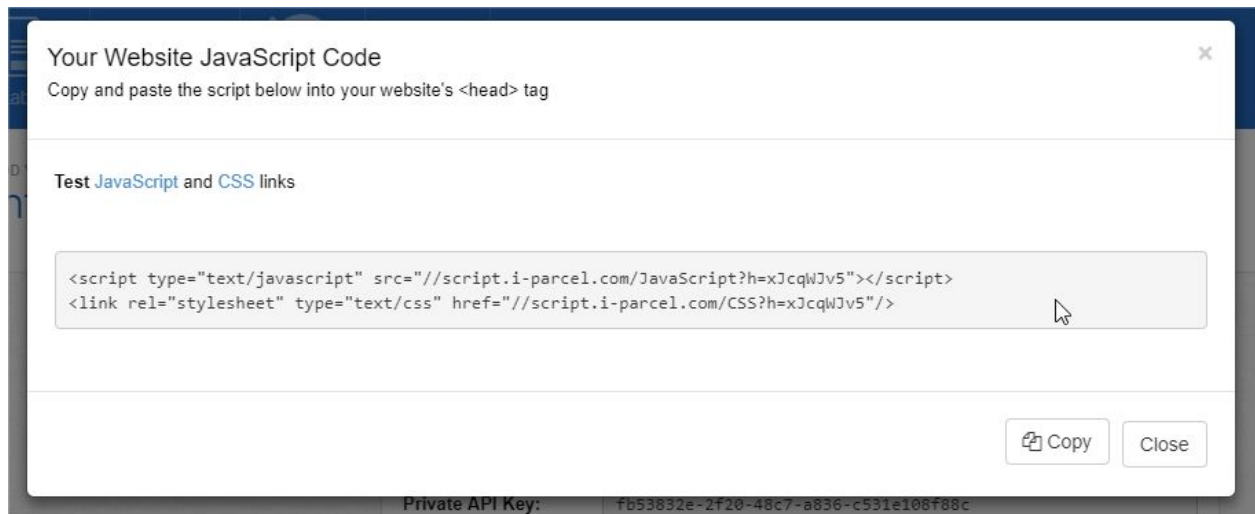 Your Website JavaScript Code
×
Copy and paste the script below into your website's <head> tag
Test JavaScript and CSS links
<script type="text/javascript" src="//script.i-parcel.com/JavaScript?h=xJcqWJv5"></script>
<link rel="stylesheet" type="text/css" href="//script.i-parcel.com/CSS?h=xJcqWJv5"/>
Copy
Close
Private API Key: fb53832e-2f20-48c7-a836-c531e108f88c